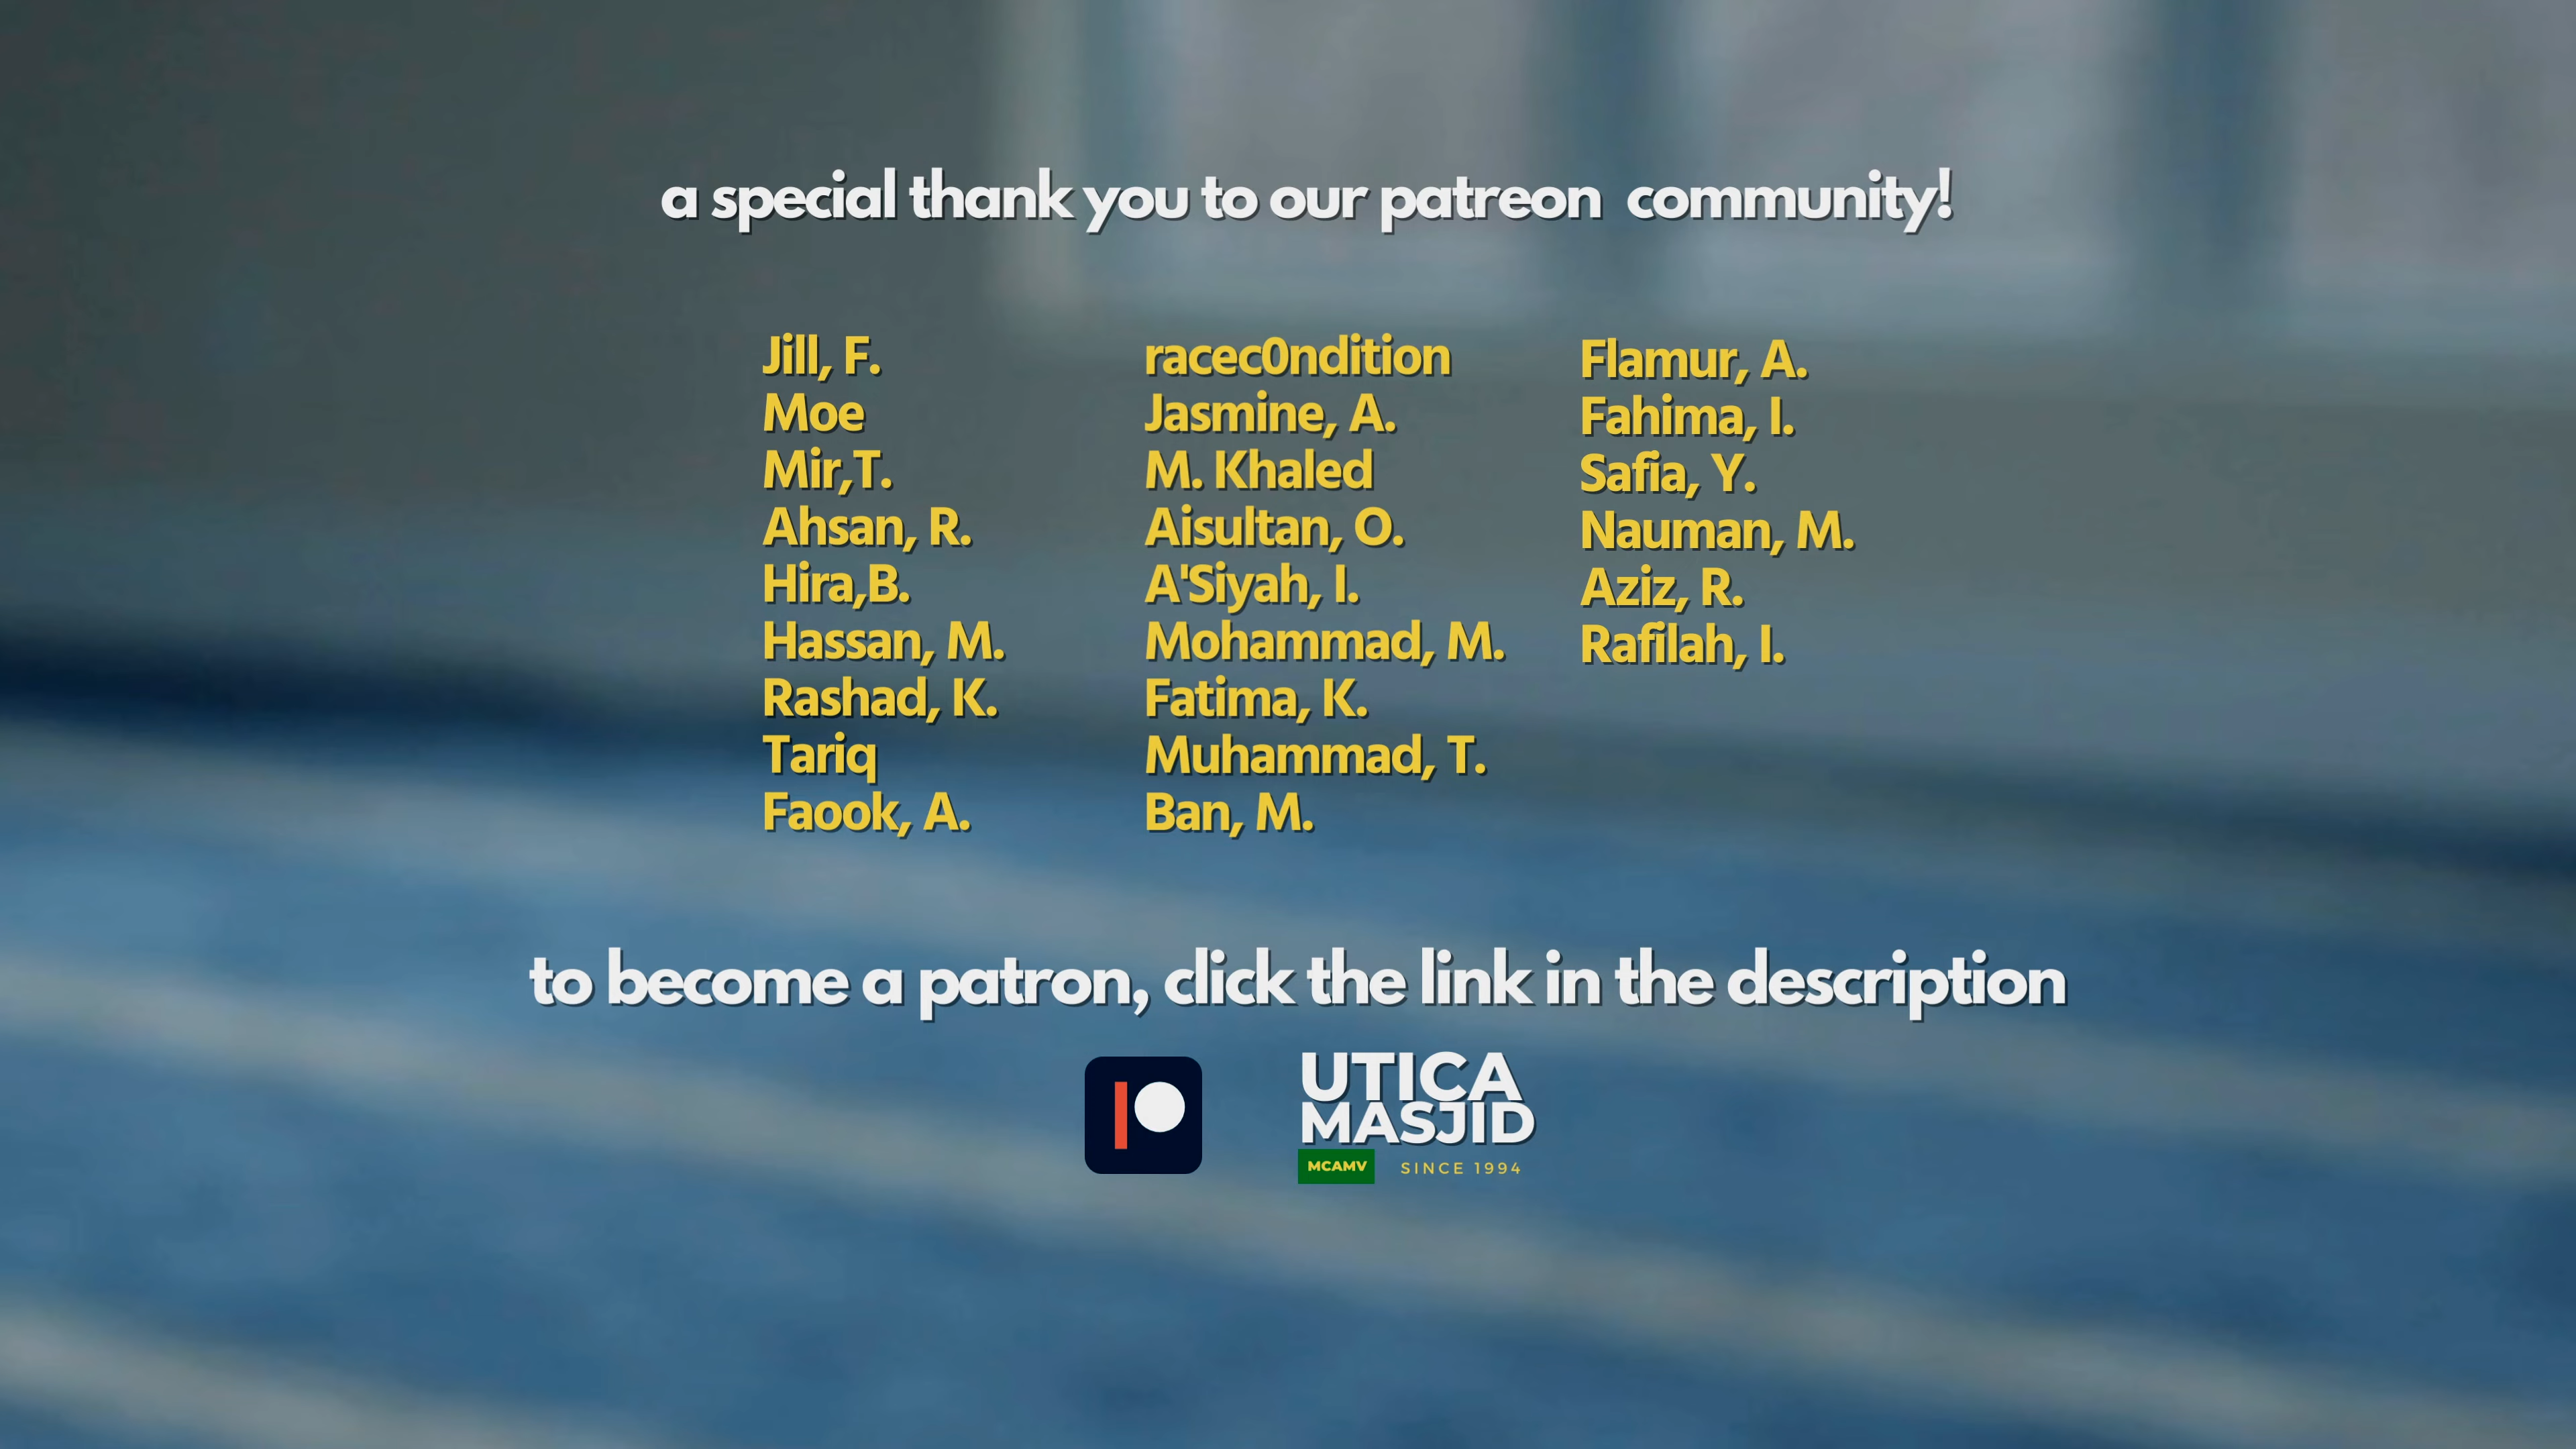 a special thank you to our patreon community!
Jill, F.
Moe
Mir,T.
Ahsan, R.
Hira,B.
Hassan, M.
Rashad, K.
Tariq
Faook, A.
racec0ndition
Jasmine, A.
M. Khaled
Aisultan, O.
A'Siyah, I.
Mohammad, M.
Fatima, K.
Muhammad, T.
Ban, M.
Flamur, A.
Fahima, I.
Safia, Y.
Nauman, M.
Aziz, R.
Rafilah, I.
to become a patron, click the link in the description
UTICA
MASJID
MCAMV SINCE 1994